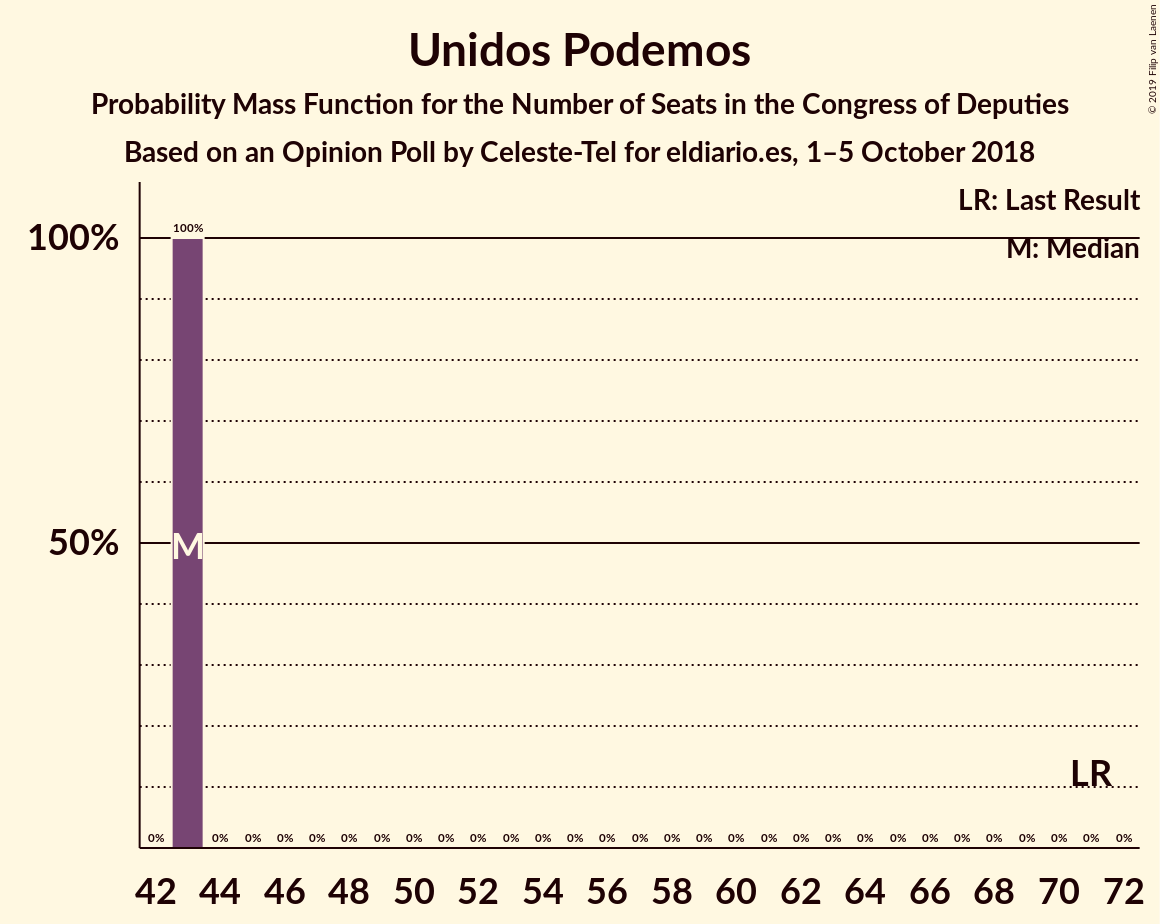 Unidos Podemos
Probability Mass Function for the Number of Seats in the Congress of Deputies
Based on an Opinion Poll by Celeste-Tel for eldiario.es, 1–5 October 2018
© 2019 Filip van Laenen
LR: Last Result
M: Median
100%
100%
50%
M
LR
0% 0% 0% 0% 0% 0% 0% 0% 0% 0% 0% 0% 0% 0% 0% 0% 0% 0% 0% 0% 0% 0% 0% 0% 0% 0% 0% 0% 0% 0%
42 44 46 48 50 52 54 56 58 60 62 64 66 68 70 72